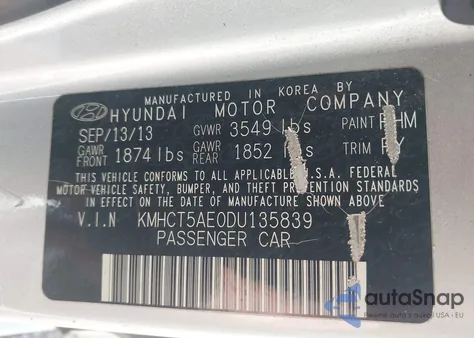 MANUFACTURED IN KOREA BY
HYUNDAI MOTOR COMPANY
SEP/13/13 GVWR 3549 lbs PAINT HM
GAWR FRONT 1874 lbs GAWR REAR 1852 TRIM
THIS VEHICLE CONFORMS TO ALL APPLICABLE U.S.A. FEDERAL
MOTOR VEHICLE SAFETY, BUMPER, AND THEFT PREVENTION
STANDARDS IN EFFECT ON THE DATE OF MANUFACTURE SHOWN ABOVE.
V.I.N KMHCT5AE0DU135839
PASSENGER CAR
autoSnap